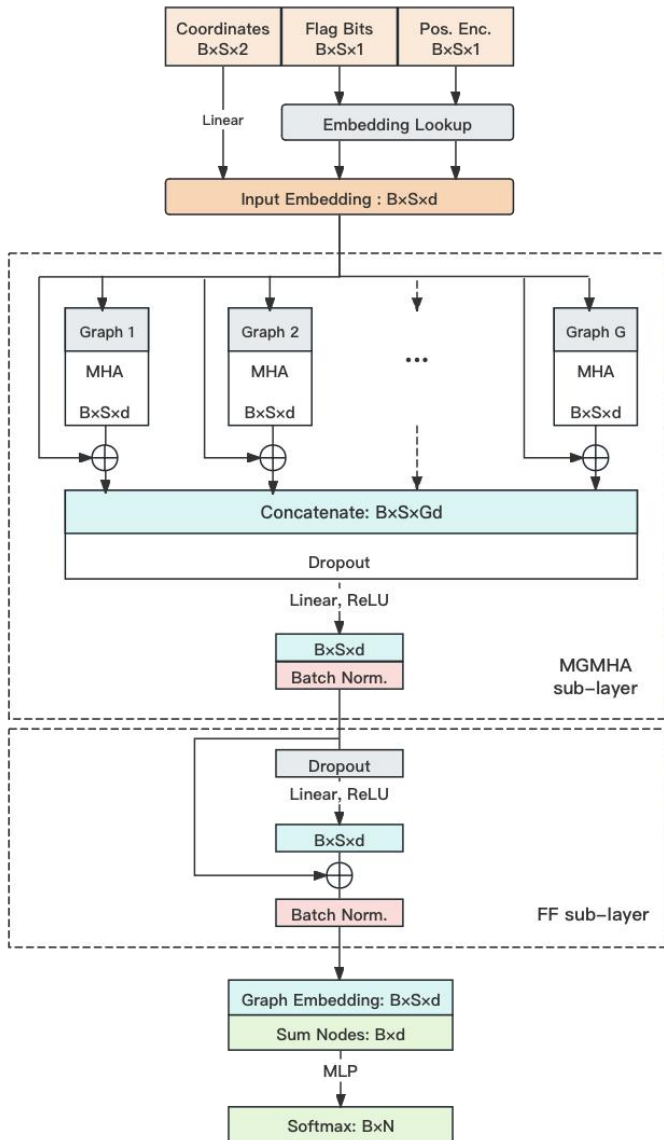 Coordinates
B×S×2
Flag Bits
B×S×1
Pos. Enc.
B×S×1
Linear
Embedding Lookup
Input Embedding : B×S×d
Graph 1
MHA
B×S×d
Graph 2
MHA
B×S×d
...
Graph G
MHA
B×S×d
Concatenate: B×S×Gd
Dropout
Linear, ReLU
B×S×d
Batch Norm.
MGMHA
sub-layer
Dropout
Linear, ReLU
B×S×d
Batch Norm.
FF sub-layer
Graph Embedding: B×S×d
Sum Nodes: B×d
MLP
Softmax: B×N